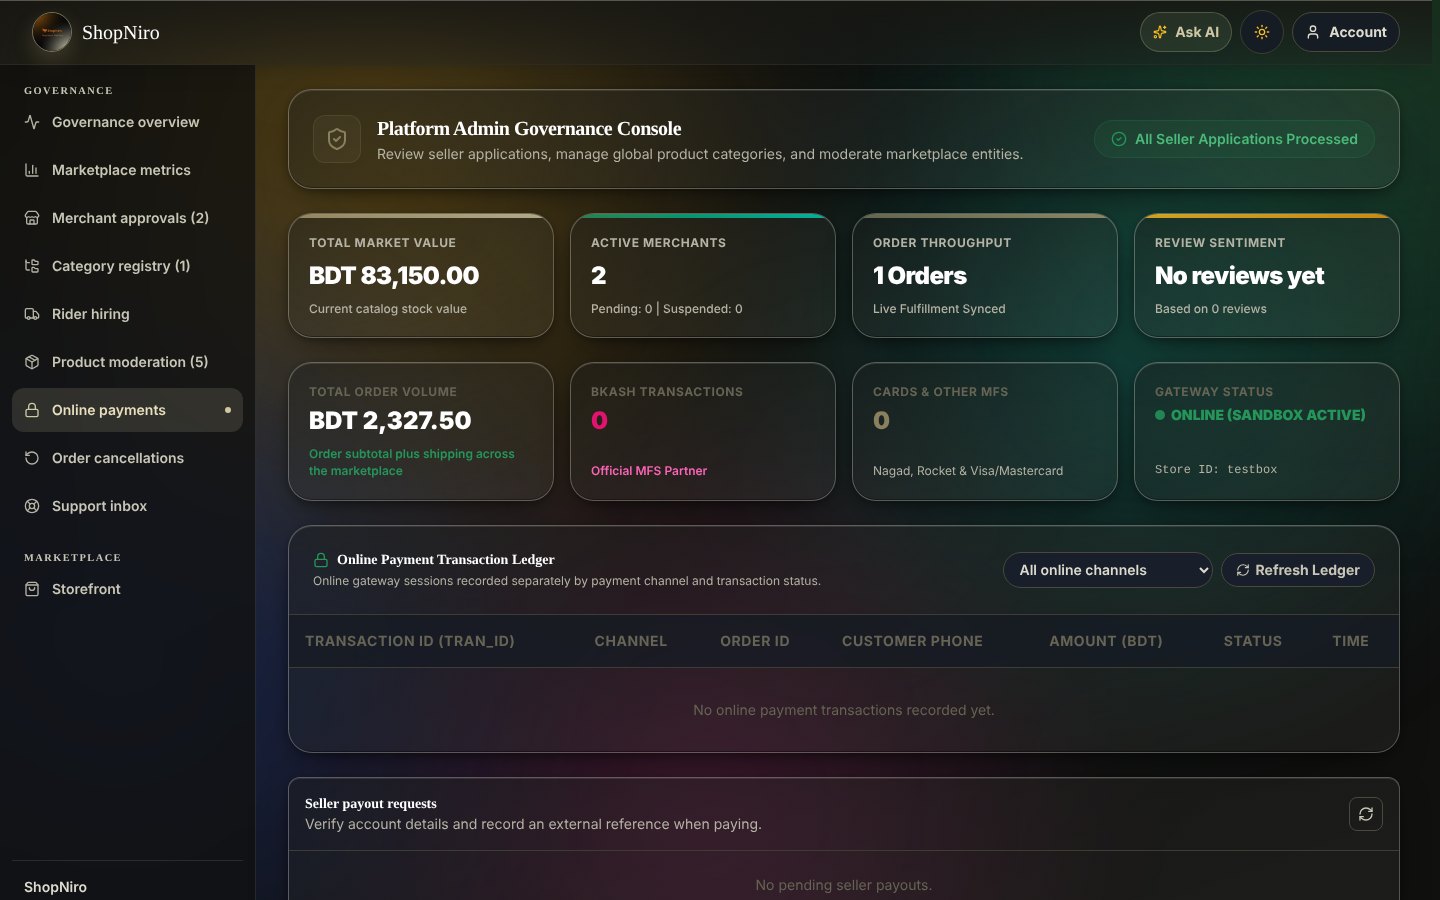 ShopNiro
Ask AI
Account
GOVERNANCE
Governance overview
Marketplace metrics
Merchant approvals (2)
Category registry (1)
Rider hiring
Product moderation (5)
Online payments
Order cancellations
Support inbox
MARKETPLACE
Storefront
ShopNiro
Platform Admin Governance Console
Review seller applications, manage global product categories, and moderate marketplace entities.
All Seller Applications Processed
TOTAL MARKET VALUE
BDT 83,150.00
Current catalog stock value
ACTIVE MERCHANTS
2
Pending: 0 | Suspended: 0
ORDER THROUGHPUT
1 Orders
Live Fulfillment Synced
REVIEW SENTIMENT
No reviews yet
Based on 0 reviews
TOTAL ORDER VOLUME
BDT 2,327.50
Order subtotal plus shipping across
the marketplace
BKASH TRANSACTIONS
0
Official MFS Partner
CARDS & OTHER MFS
0
Nagad, Rocket & Visa/Mastercard
GATEWAY STATUS
ONLINE (SANDBOX ACTIVE)
Store ID: testbox
Online Payment Transaction Ledger
Online gateway sessions recorded separately by payment channel and transaction status.
All online channels
Refresh Ledger
TRANSACTION ID (TRAN_ID) CHANNEL ORDER ID CUSTOMER PHONE AMOUNT (BDT) STATUS TIME
No online payment transactions recorded yet.
Seller payout requests
Verify account details and record an external reference when paying.
No pending seller payouts.